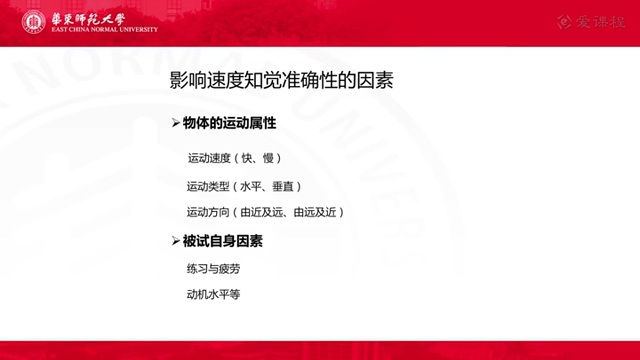 華東師範大學
EAST CHINA NORMAL UNIVERSITY
爱课程
影响速度知觉准确性的因素
➢物体的运动属性
运动速度（快、慢）
运动类型（水平、垂直）
运动方向（由近及远、由远及近）
➢被试自身因素
练习与疲劳
动机水平等